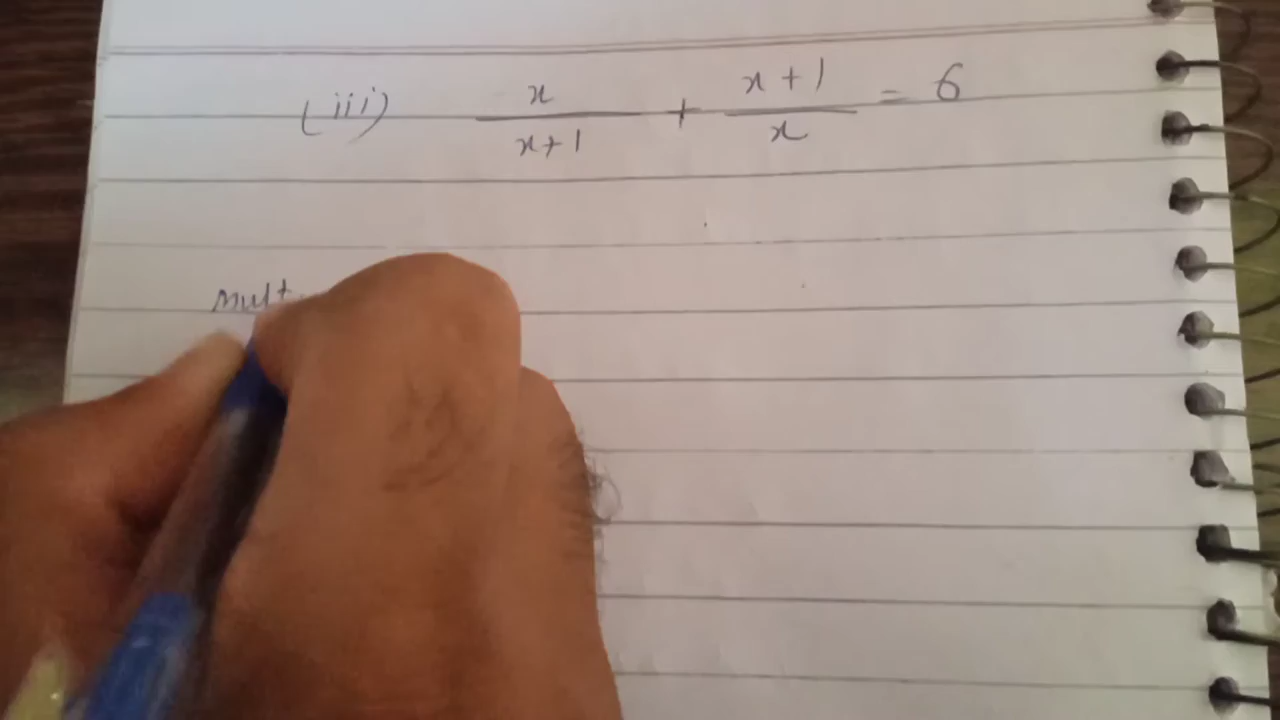 (iii) x/x+1 + x+1/x = 6
mult